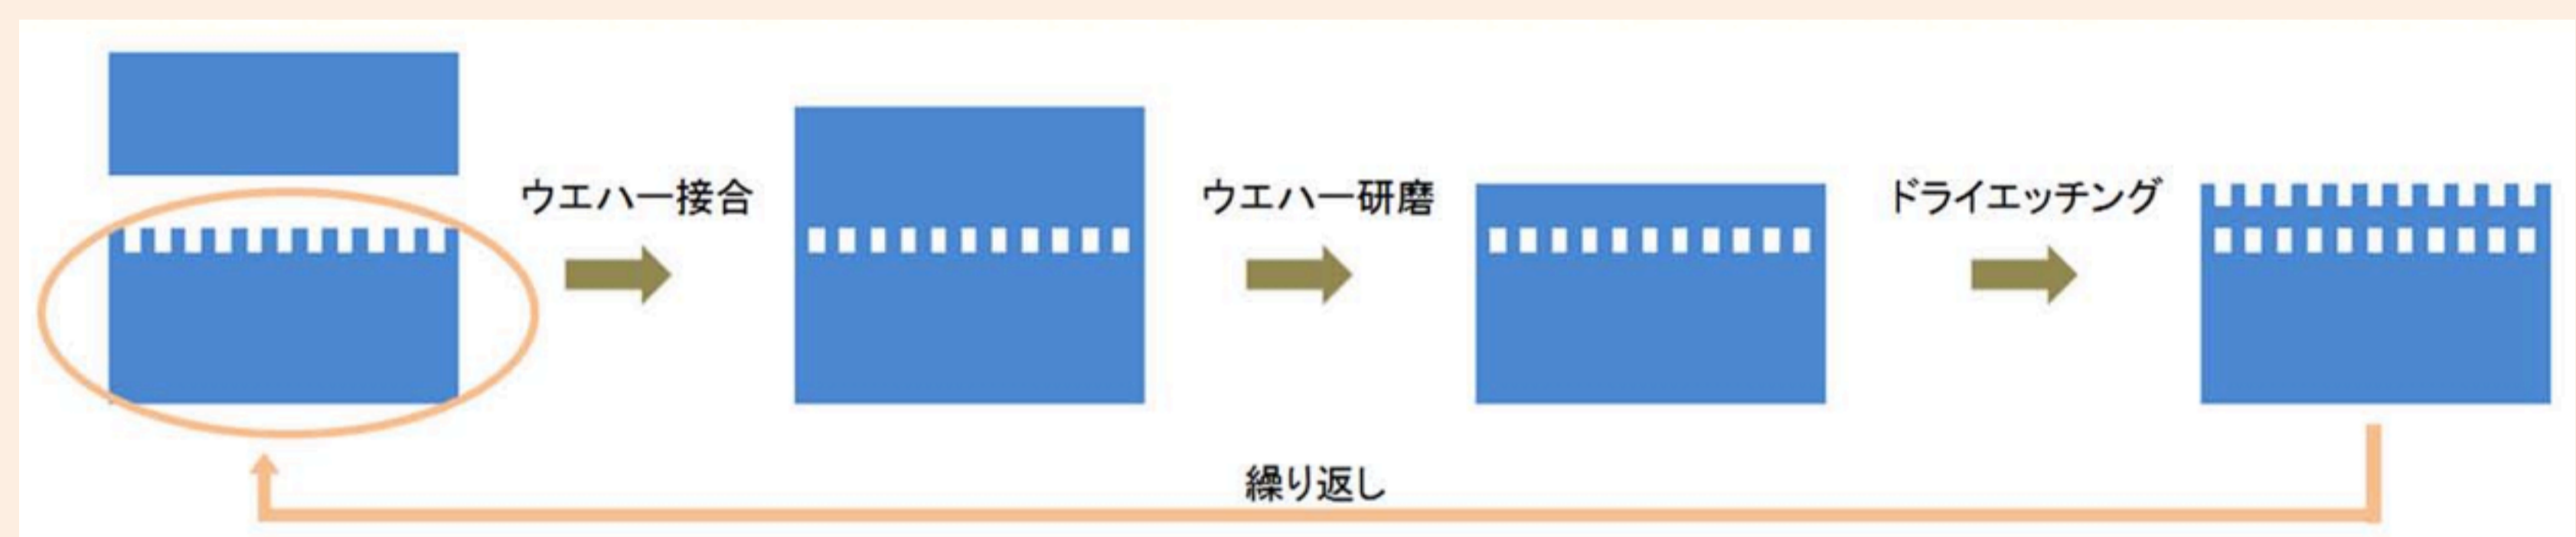 ウエハー接合
ウエハー研磨
ドライエッチング
繰り返し